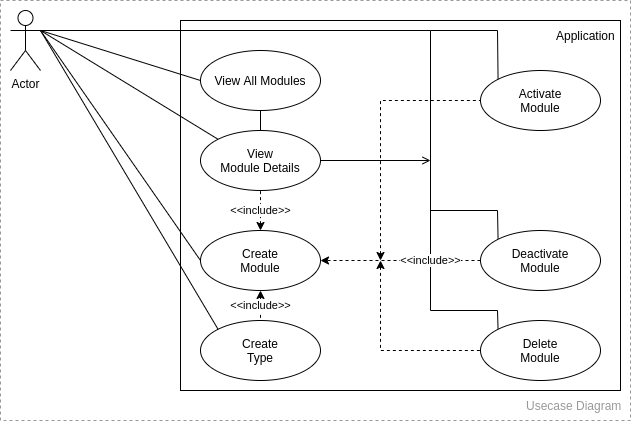 Application
Actor
View All Modules
Activate
Module
View
Module Details
<<include>>
Create
Module
<<include>>
Deactivate
Module
<<include>>
Create
Type
Delete
Module
Usecase Diagram